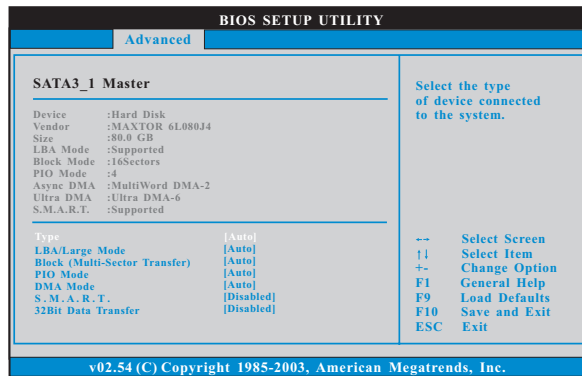 BIOS SETUP UTILITY
Advanced
SATA3_1 Master
Device :Hard Disk
Vendor :MAXTOR 6L080J4
Size :80.0 GB
LBA Mode :Supported
Block Mode :16Sectors
PIO Mode :4
Async DMA :MultiWord DMA-2
Ultra DMA :Ultra DMA-6
S.M.A.R.T. :Supported
Type [Auto]
LBA/Large Mode [Auto]
Block (Multi-Sector Transfer) [Auto]
PIO Mode [Auto]
DMA Mode [Auto]
S.M.A.R.T. [Disabled]
32Bit Data Transfer [Disabled]
Select the type
of device connected
to the system.
←→ Select Screen
↑↓ Select Item
+- Change Option
F1 General Help
F9 Load Defaults
F10 Save and Exit
ESC Exit
v02.54 (C) Copyright 1985-2003, American Megatrends, Inc.